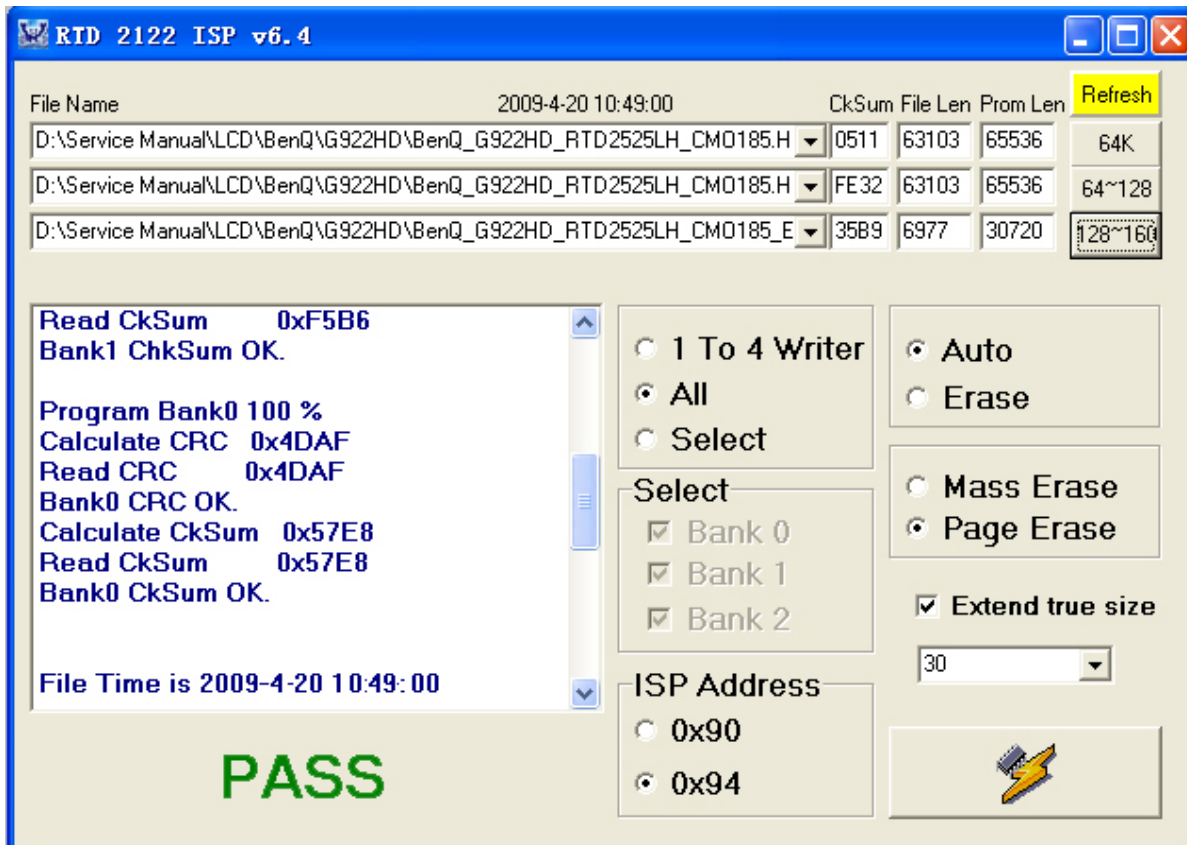 RTD 2122 ISP v6.4
File Name 2009-4-20 10:49:00 CkSum File Len Prom Len Refresh
D:\Service Manual\LCD\BenQ\G922HD\BenQ_G922HD_RTD2525LH_CMO185.H 0511 63103 65536 64K
D:\Service Manual\LCD\BenQ\G922HD\BenQ_G922HD_RTD2525LH_CMO185.H FE32 63103 65536 64~128
D:\Service Manual\LCD\BenQ\G922HD\BenQ_G922HD_RTD2525LH_CMO185_E 35B9 6977 30720 128~160
Read CkSum 0xF5B6
Bank1 ChkSum OK.
Program Bank0 100 %
Calculate CRC 0x4DAF
Read CRC 0x4DAF
Bank0 CRC OK.
Calculate CkSum 0x57E8
Read CkSum 0x57E8
Bank0 CkSum OK.
File Time is 2009-4-20 10:49:00
PASS
1 To 4 Writer
All
Select
Select
Bank 0
Bank 1
Bank 2
ISP Address
0x90
0x94
Auto
Erase
Mass Erase
Page Erase
Extend true size
30